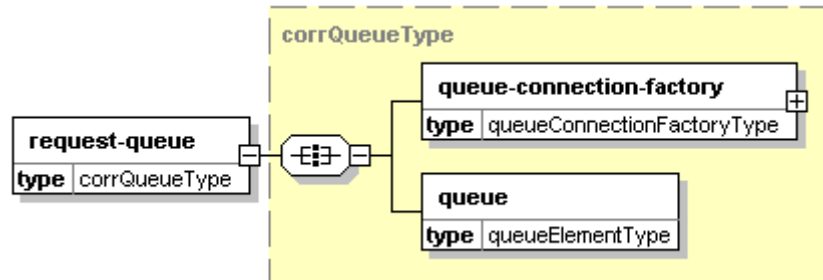 corrQueueType
queue-connection-factory
type queueConnectionFactoryType
request-queue
type corrQueueType
queue
type queueElementType